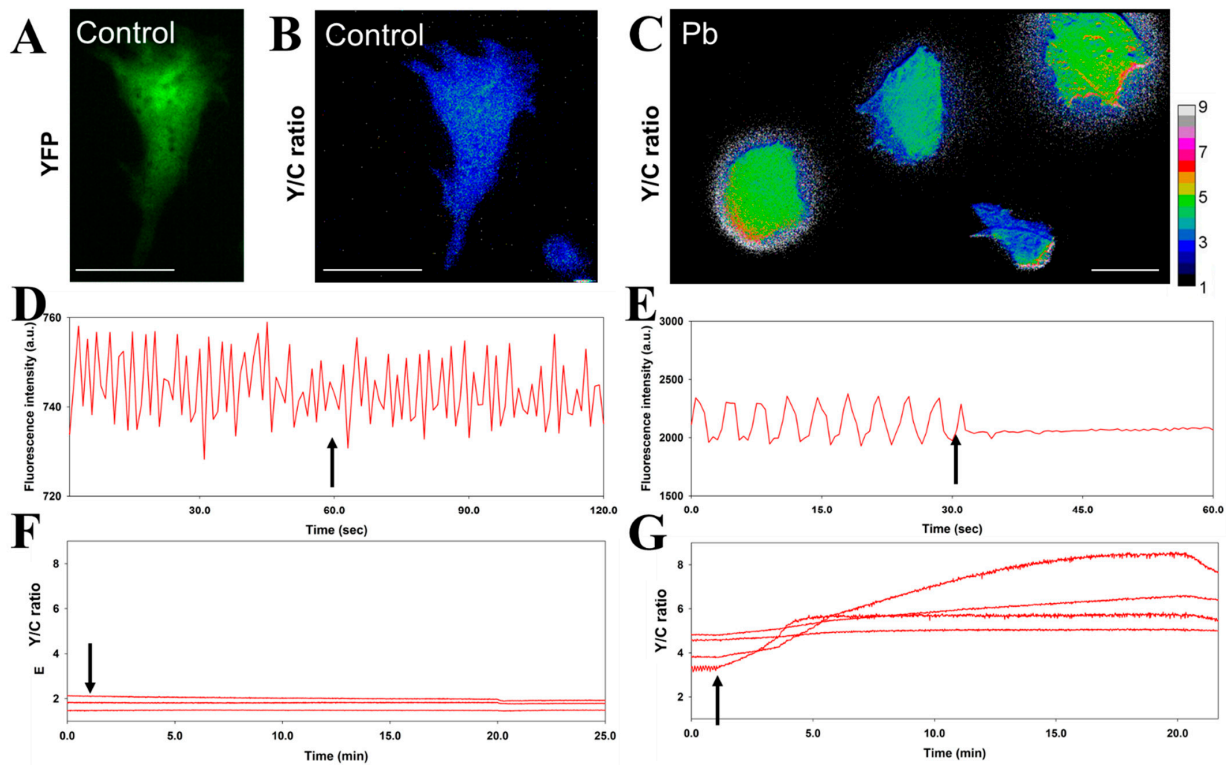 A
Control
YFP
B
Control
Y/C ratio
C
Pb
Y/C ratio
9
7
5
3
1
D
Fluorescence intensity (a.u.)
760
740
720
30.0
60.0
90.0
120.0
Time (sec)
E
Fluorescence intensity (a.u.)
3000
2500
2000
1500
0.0
15.0
30.0
45.0
60.0
Time (sec)
F
Y/C ratio
E
8
6
4
2
0.0
5.0
10.0
15.0
20.0
25.0
Time (min)
G
Y/C ratio
8
6
4
2
0.0
5.0
10.0
15.0
20.0
Time (min)